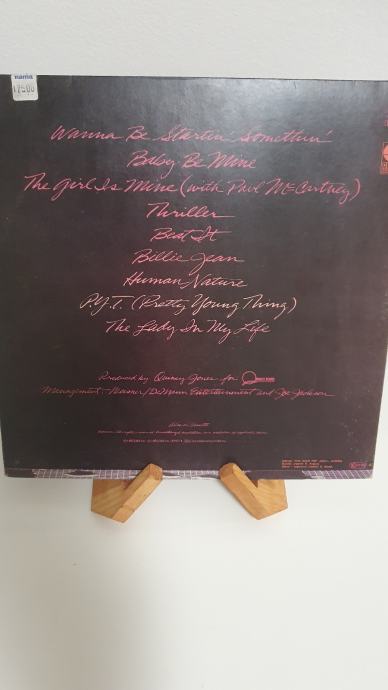 nama
Wanna Be Startin' Somethin'
Baby Be Mine
The Girl Is Mine (with Paul McCartney)
Thriller
Beat It
Billie Jean
Human Nature
P.Y.T. (Pretty Young Thing)
The Lady In My Life
Produced by Quincy Jones for
Management: Weisner/DeMann Entertainment and Joe Jackson